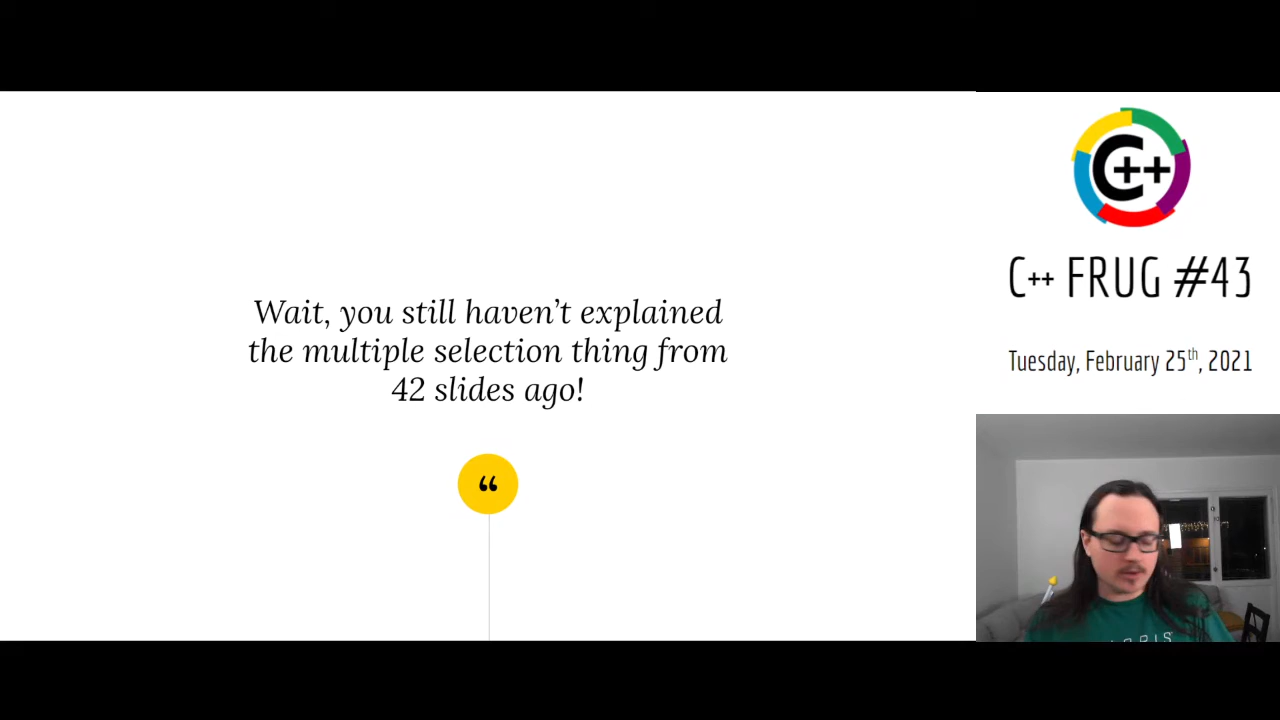 Wait, you still haven’t explained
the multiple selection thing from
42 slides ago!
“
C++
C++ FRUG #43
Tuesday, February 25th, 2021